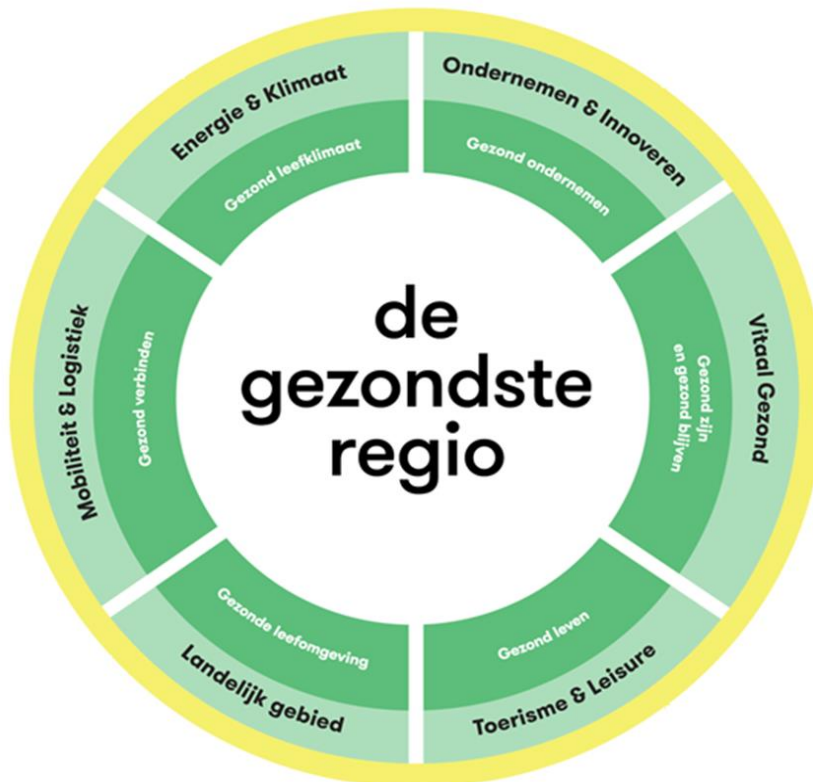 de
gezondste
regio
Ondernemen & Innoveren
Gezond ondernemen
Vitaal Gezond
Gezond zijn
en gezond blijven
Toerisme & Leisure
Gezond leven
Landelijk gebied
Gezonde leefomgeving
Mobiliteit & Logistiek
Gezond verbinden
Energie & Klimaat
Gezond leefklimaat